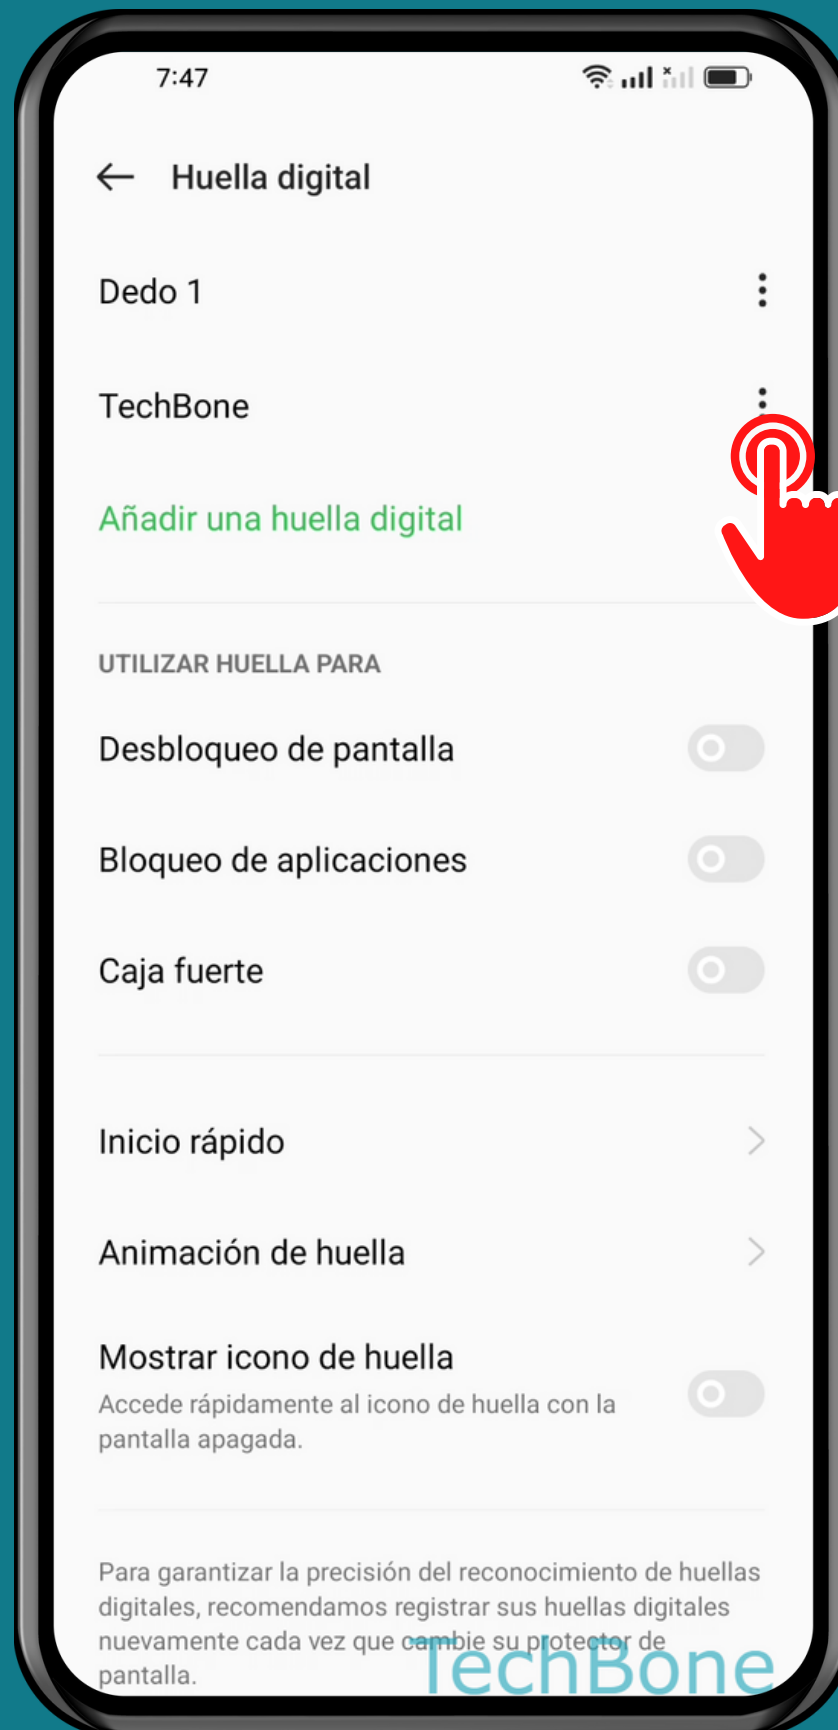 7:47
Huella digital
Dedo 1
TechBone
Añadir una huella digital
UTILIZAR HUELLA PARA
Desbloqueo de pantalla
Bloqueo de aplicaciones
Caja fuerte
Inicio rápido
Animación de huella
Mostrar icono de huella
Accede rápidamente al icono de huella con la
pantalla apagada.
Para garantizar la precisión del reconocimiento de huellas
digitales, recomendamos registrar sus huellas digitales
nuevamente cada vez que cambie su protector de
pantalla.
TechBone